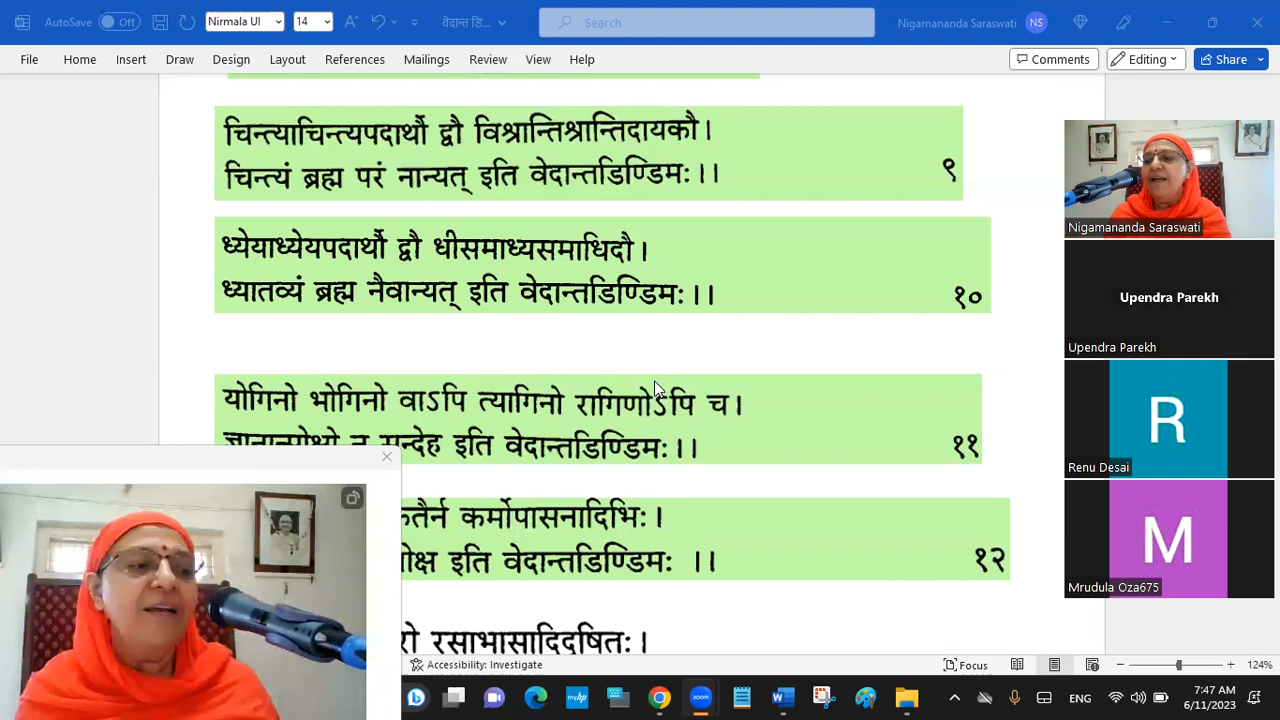 AutoSave Off
Nirmala UI
14
वेदान्त डि...
Search
Nigamananda Saraswati NS
File Home Insert Draw Design Layout References Mailings Review View Help
Comments Editing Share
चिन्त्याचिन्त्यपदार्थौ द्वौ विश्रान्तिश्रान्तिदायकौ।
चिन्त्यं ब्रह्म परं नान्यत् इति वेदान्तडिण्डिमः।। ९
ध्येयाध्येयपदार्थौ द्वौ धीसमाध्यसमाधिदौ।
ध्यातव्यं ब्रह्म नैवान्यत् इति वेदान्तडिण्डिमः।। १०
योगिनो भोगिनो वाऽपि त्यागिनो रागिणोऽपि च।
इति वेदान्तडिण्डिमः।। ११
कर्मोपासनादिभिः।
इति वेदान्तडिण्डिमः ।। १२
रसाभासादिदूषितः।
Nigamananda Saraswati
Upendra Parekh
Upendra Parekh
R
Renu Desai
M
Mrudula Oza675
Accessibility: Investigate
Focus
124%
ENG
7:47 AM
6/11/2023